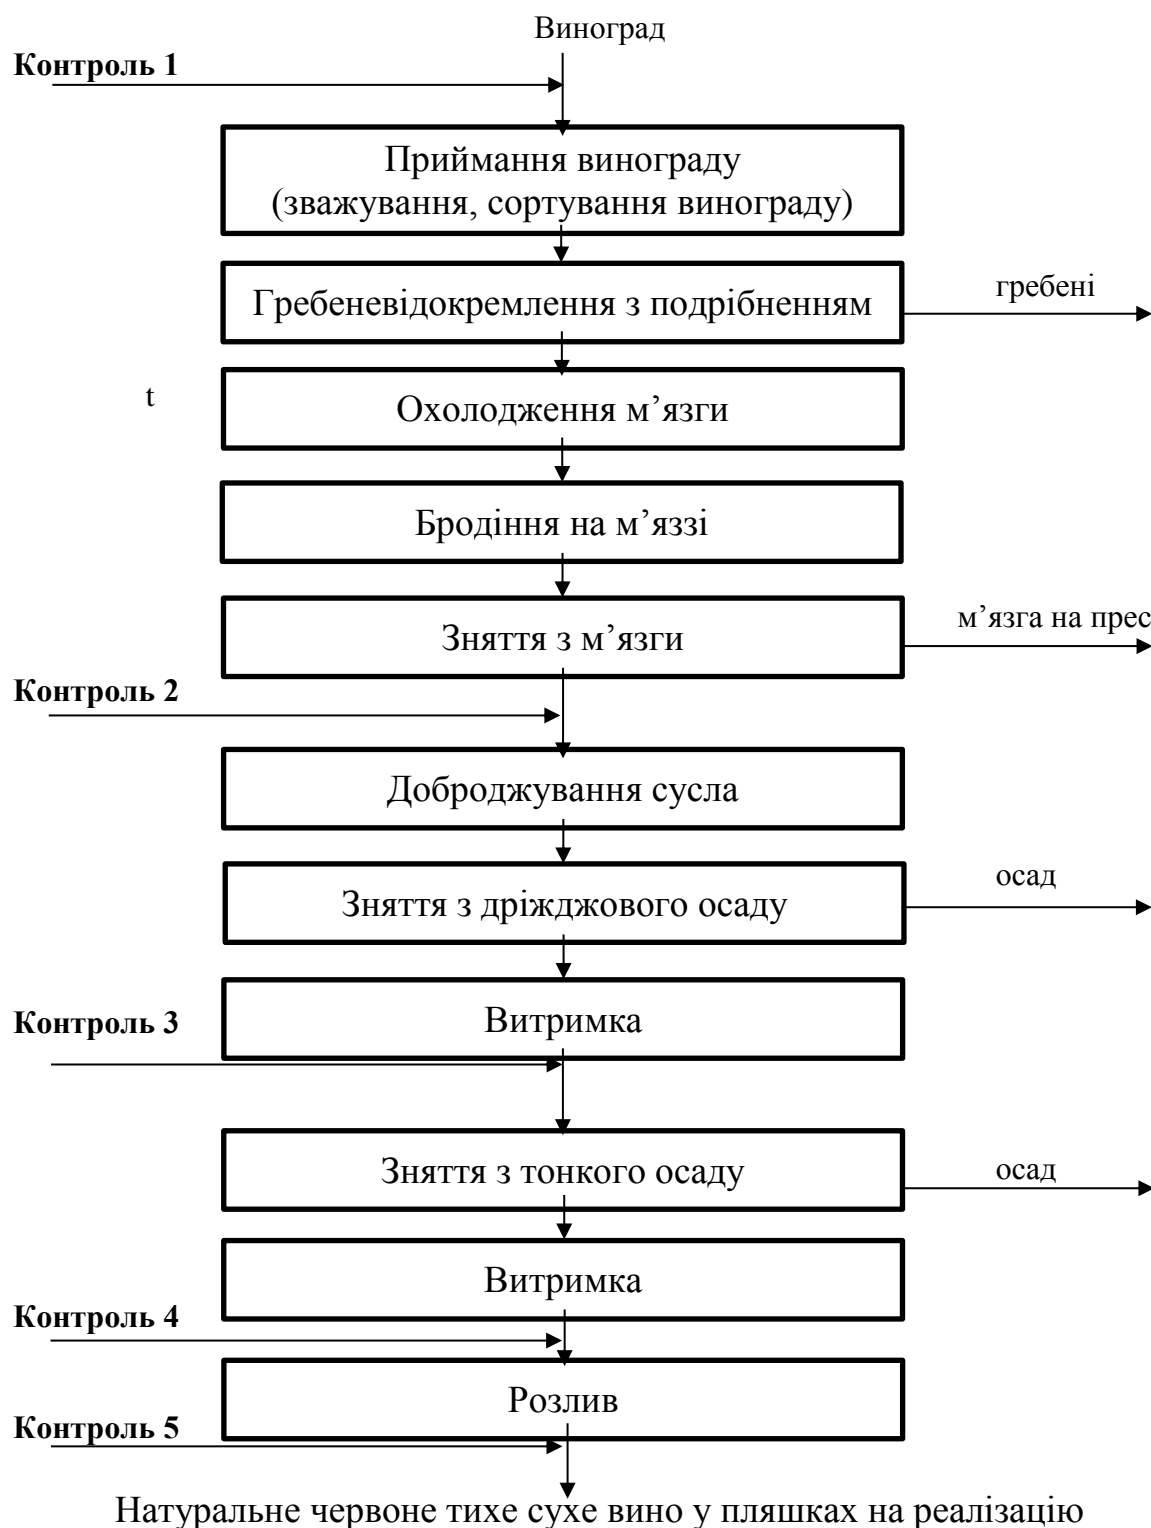 Виноград
Контроль 1
Приймання винограду
(зважування, сортування винограду)
Гребеневідокремлення з подрібненням
гребені
t
Охолодження м’язги
Бродіння на м’яззі
Зняття з м’язги
м’язга на прес
Контроль 2
Доброджування сусла
Зняття з дріжджового осаду
осад
Витримка
Контроль 3
Зняття з тонкого осаду
осад
Витримка
Контроль 4
Розлив
Контроль 5
Натуральне червоне тихе сухе вино у пляшках на реалізацію